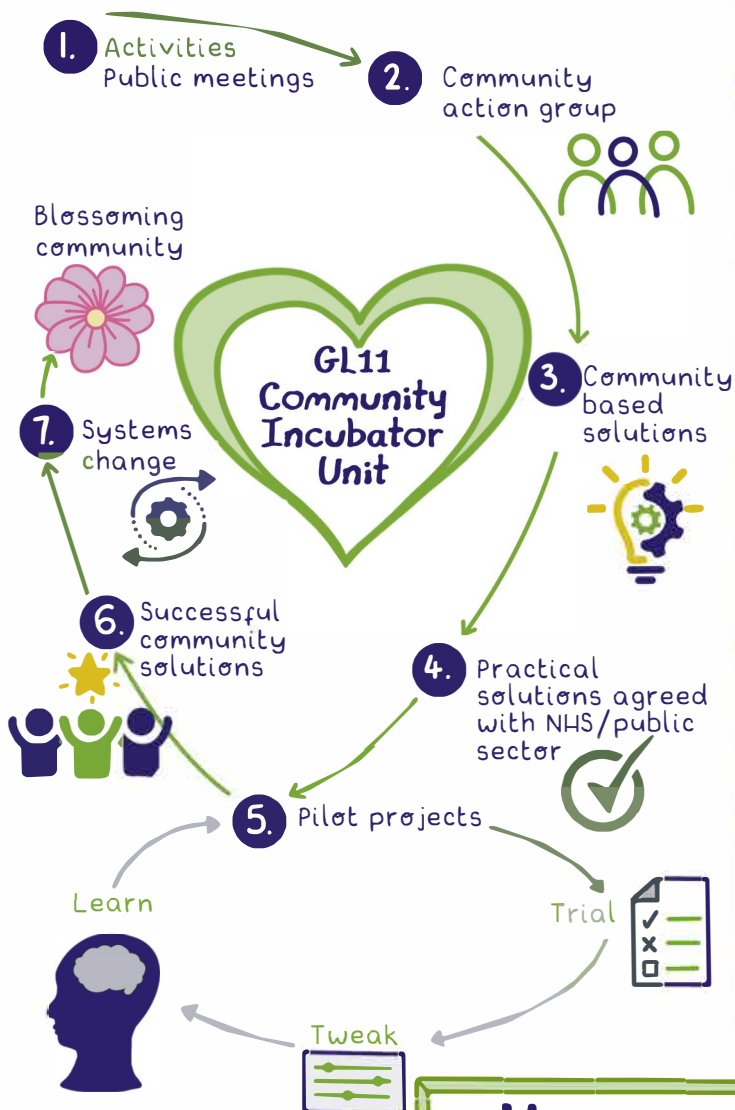 1. Activities
Public meetings
2. Community
action group
Blossoming
community
GL11
Community
Incubator
Unit
3. Community
based
solutions
7. Systems
change
6. Successful
community
solutions
4. Practical
solutions agreed
with NHS/public
sector
5. Pilot projects
Learn
Trial
Tweak